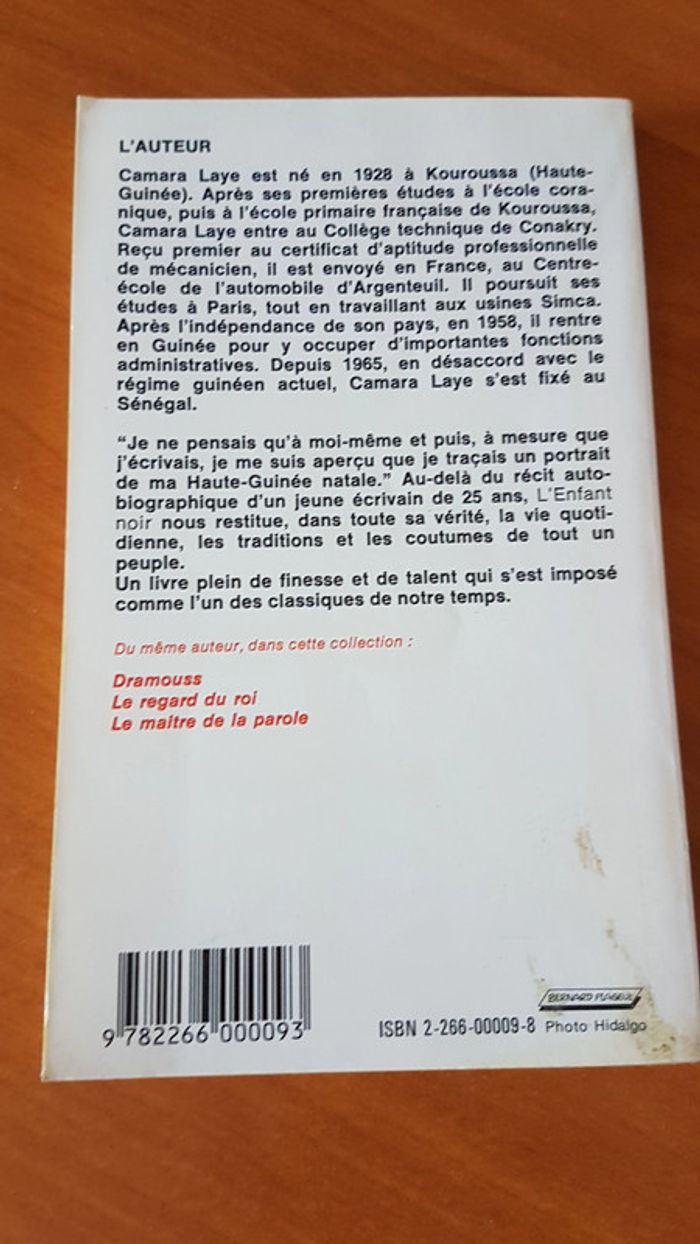 L'AUTEUR
Camara Laye est né en 1928 à Kouroussa (Haute-
Guinée). Après ses premières études à l'école cora-
nique, puis à l'école primaire française de Kouroussa,
Camara Laye entre au Collège technique de Conakry.
Reçu premier au certificat d'aptitude professionnelle
de mécanicien, il est envoyé en France, au Centre-
école de l'automobile d'Argenteuil. Il poursuit ses
études à Paris, tout en travaillant aux usines Simca.
Après l'indépendance de son pays, en 1958, il rentre
en Guinée pour y occuper d'importantes fonctions
administratives. Depuis 1965, en désaccord avec le
régime guinéen actuel, Camara Laye s'est fixé au
Sénégal.
“Je ne pensais qu'à moi-même et puis, à mesure que
j'écrivais, je me suis aperçu que je traçais un portrait
de ma Haute-Guinée natale.” Au-delà du récit auto-
biographique d'un jeune écrivain de 25 ans, L'Enfant
noir nous restitue, dans toute sa vérité, la vie quoti-
dienne, les traditions et les coutumes de tout un
peuple.
Un livre plein de finesse et de talent qui s'est imposé
comme l'un des classiques de notre temps.
Du même auteur, dans cette collection :
Dramouss
Le regard du roi
Le maitre de la parole
BERNARD
9 782266 000093
ISBN 2-266-00009-8 Photo Hidalgo